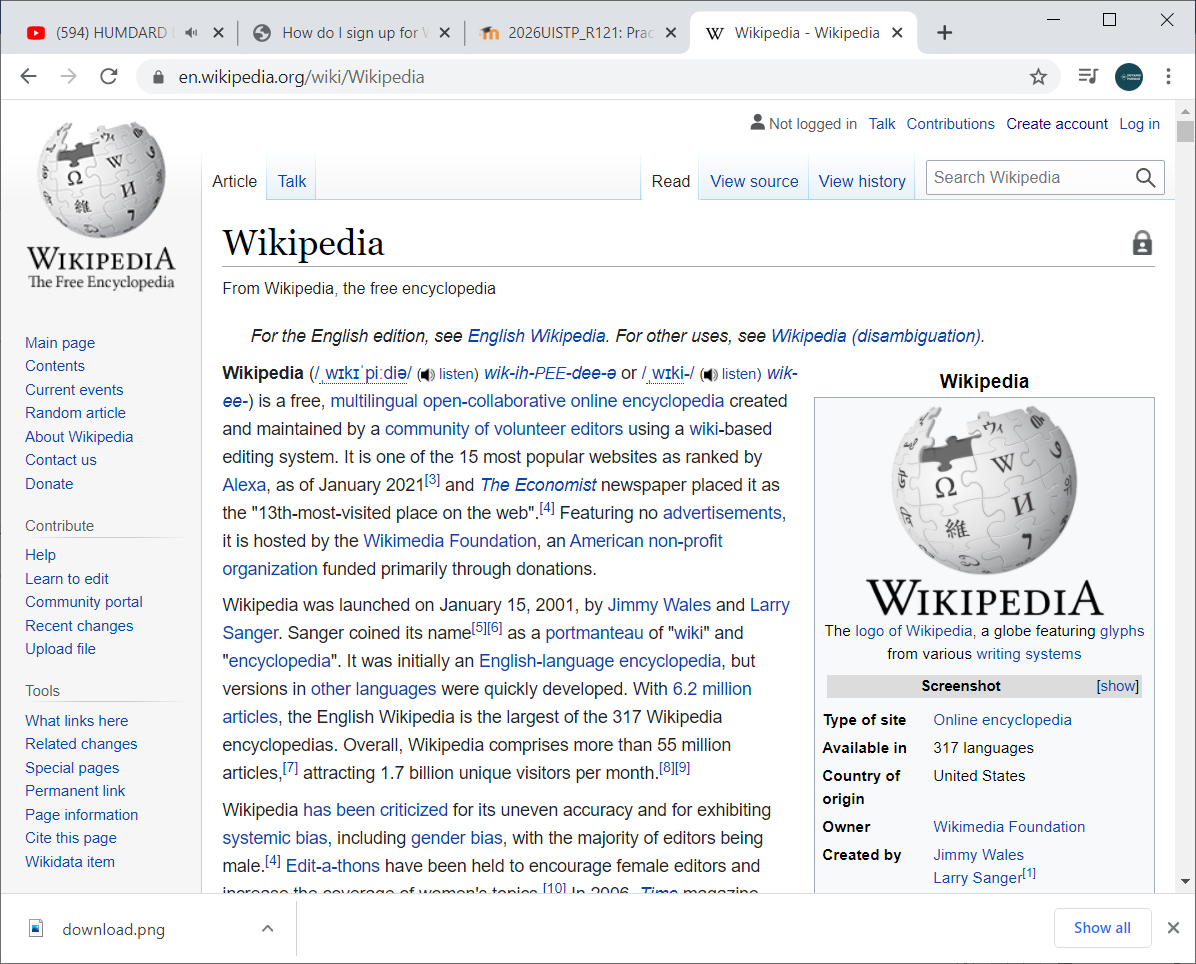 (594) HUMDARD
How do I sign up for
2026UISTP_R121: Prac
Wikipedia - Wikipedia
en.wikipedia.org/wiki/Wikipedia
Not logged in Talk Contributions Create account Log in
Article Talk Read View source View history Search Wikipedia
WIKIPEDIA
The Free Encyclopedia
Main page
Contents
Current events
Random article
About Wikipedia
Contact us
Donate
Contribute
Help
Learn to edit
Community portal
Recent changes
Upload file
Tools
What links here
Related changes
Special pages
Permanent link
Page information
Cite this page
Wikidata item
Wikipedia
From Wikipedia, the free encyclopedia
For the English edition, see English Wikipedia. For other uses, see Wikipedia (disambiguation).
Wikipedia (/ˌwɪkɪˈpiːdiə/ (listen) wik-ih-PEE-dee-ə or /ˌwɪki-/ (listen) wik-
ee-) is a free, multilingual open-collaborative online encyclopedia created
and maintained by a community of volunteer editors using a wiki-based
editing system. It is one of the 15 most popular websites as ranked by
Alexa, as of January 2021[3] and The Economist newspaper placed it as
the "13th-most-visited place on the web".[4] Featuring no advertisements,
it is hosted by the Wikimedia Foundation, an American non-profit
organization funded primarily through donations.
Wikipedia was launched on January 15, 2001, by Jimmy Wales and Larry
Sanger. Sanger coined its name[5][6] as a portmanteau of "wiki" and
"encyclopedia". It was initially an English-language encyclopedia, but
versions in other languages were quickly developed. With 6.2 million
articles, the English Wikipedia is the largest of the 317 Wikipedia
encyclopedias. Overall, Wikipedia comprises more than 55 million
articles,[7] attracting 1.7 billion unique visitors per month.[8][9]
Wikipedia has been criticized for its uneven accuracy and for exhibiting
systemic bias, including gender bias, with the majority of editors being
male.[4] Edit-a-thons have been held to encourage female editors and
increase the coverage of women's topics.[10] In 2006, Time magazine
Wikipedia
Ω W И 維
WIKIPEDIA
The logo of Wikipedia, a globe featuring glyphs
from various writing systems
Screenshot [show]
Type of site Online encyclopedia
Available in 317 languages
Country of United States
origin
Owner Wikimedia Foundation
Created by Jimmy Wales
Larry Sanger[1]
download.png
Show all